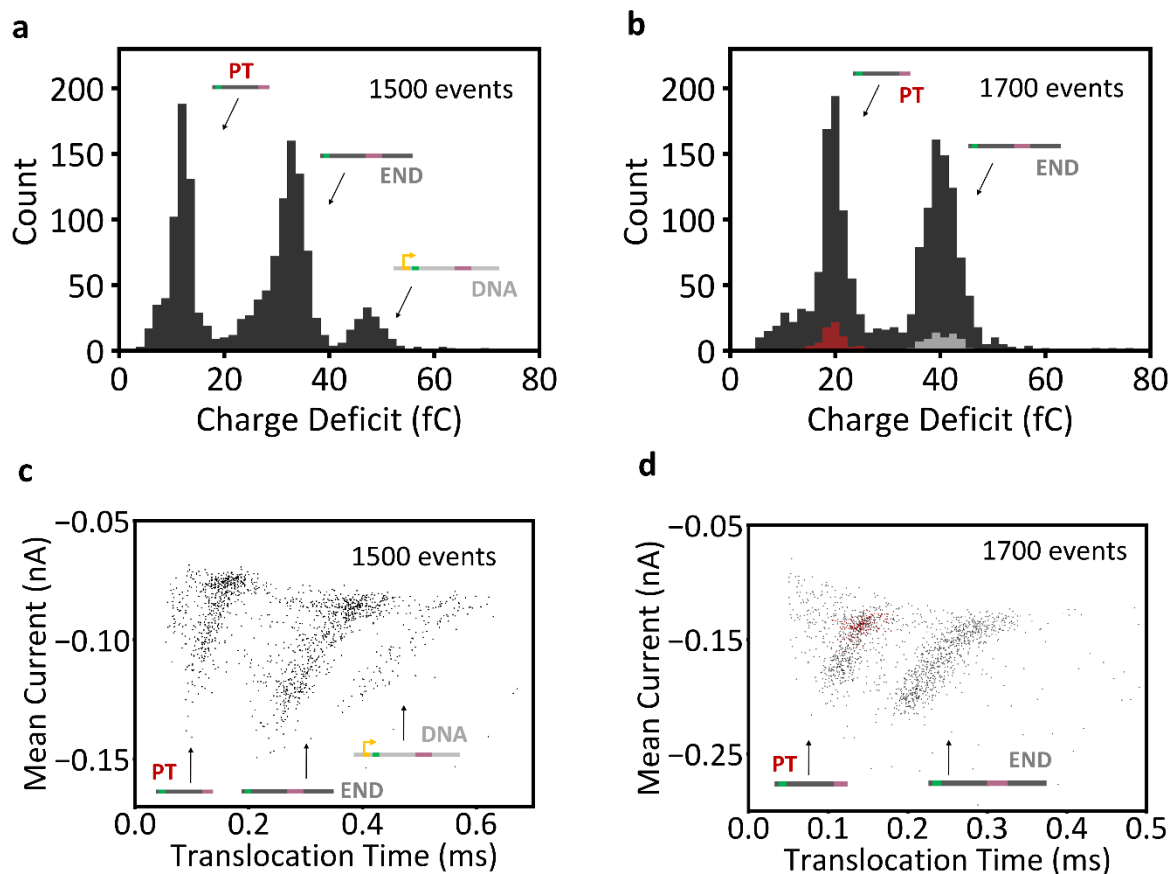 a
PT
1500 events
END
DNA
200
150
100
50
0
Count
0 20 40 60 80
Charge Deficit (fC)
b
PT
1700 events
END
200
150
100
50
0
Count
0 20 40 60 80
Charge Deficit (fC)
c
−0.05
−0.10
−0.15
Mean Current (nA)
1500 events
DNA
PT
END
0.0 0.2 0.4 0.6
Translocation Time (ms)
d
−0.05
−0.15
−0.25
Mean Current (nA)
1700 events
PT
END
0.0 0.1 0.2 0.3 0.4 0.5
Translocation Time (ms)